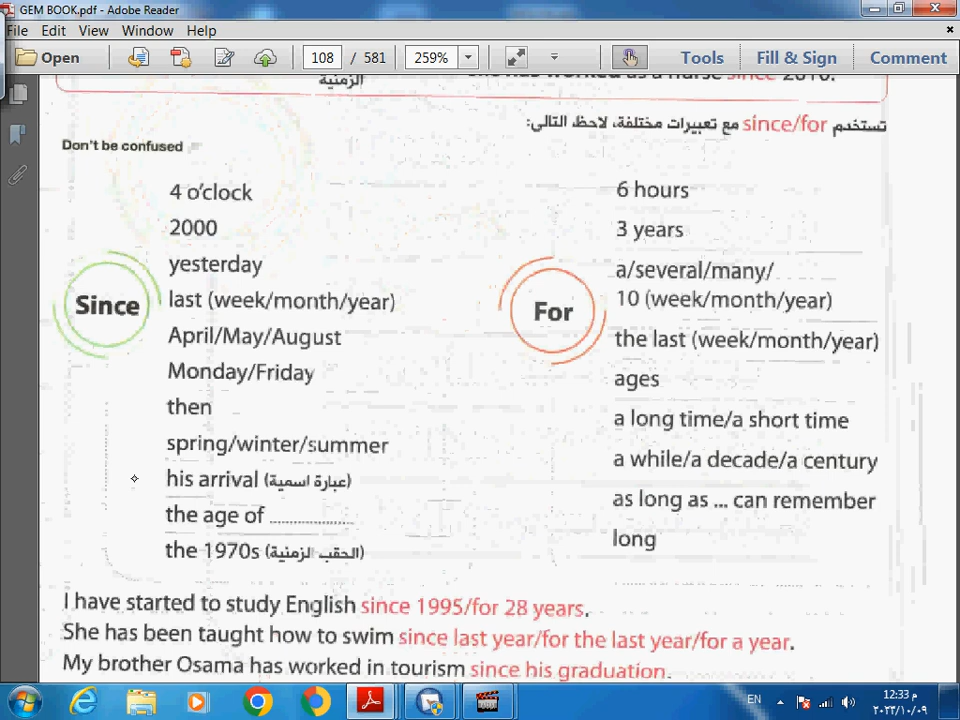 GEM BOOK.pdf - Adobe Reader
File Edit View Window Help
Open 108 / 581 259% Tools Fill & Sign Comment
الزمنية
She has worked as a nurse since 2010.
تستخدم since/for مع تعبيرات مختلفة، لاحظ التالى:
Don't be confused
Since
4 o'clock
2000
yesterday
last (week/month/year)
April/May/August
Monday/Friday
then
spring/winter/summer
his arrival (عبارة اسمية)
the age of ....................
the 1970s (الحقب الزمنية)
For
6 hours
3 years
a/several/many/
10 (week/month/year)
the last (week/month/year)
ages
a long time/a short time
a while/a decade/a century
as long as ... can remember
long
I have started to study English since 1995/for 28 years.
She has been taught how to swim since last year/for the last year/for a year.
My brother Osama has worked in tourism since his graduation.
EN
12:33 م
٢٠٢٣/١٠/٠٩